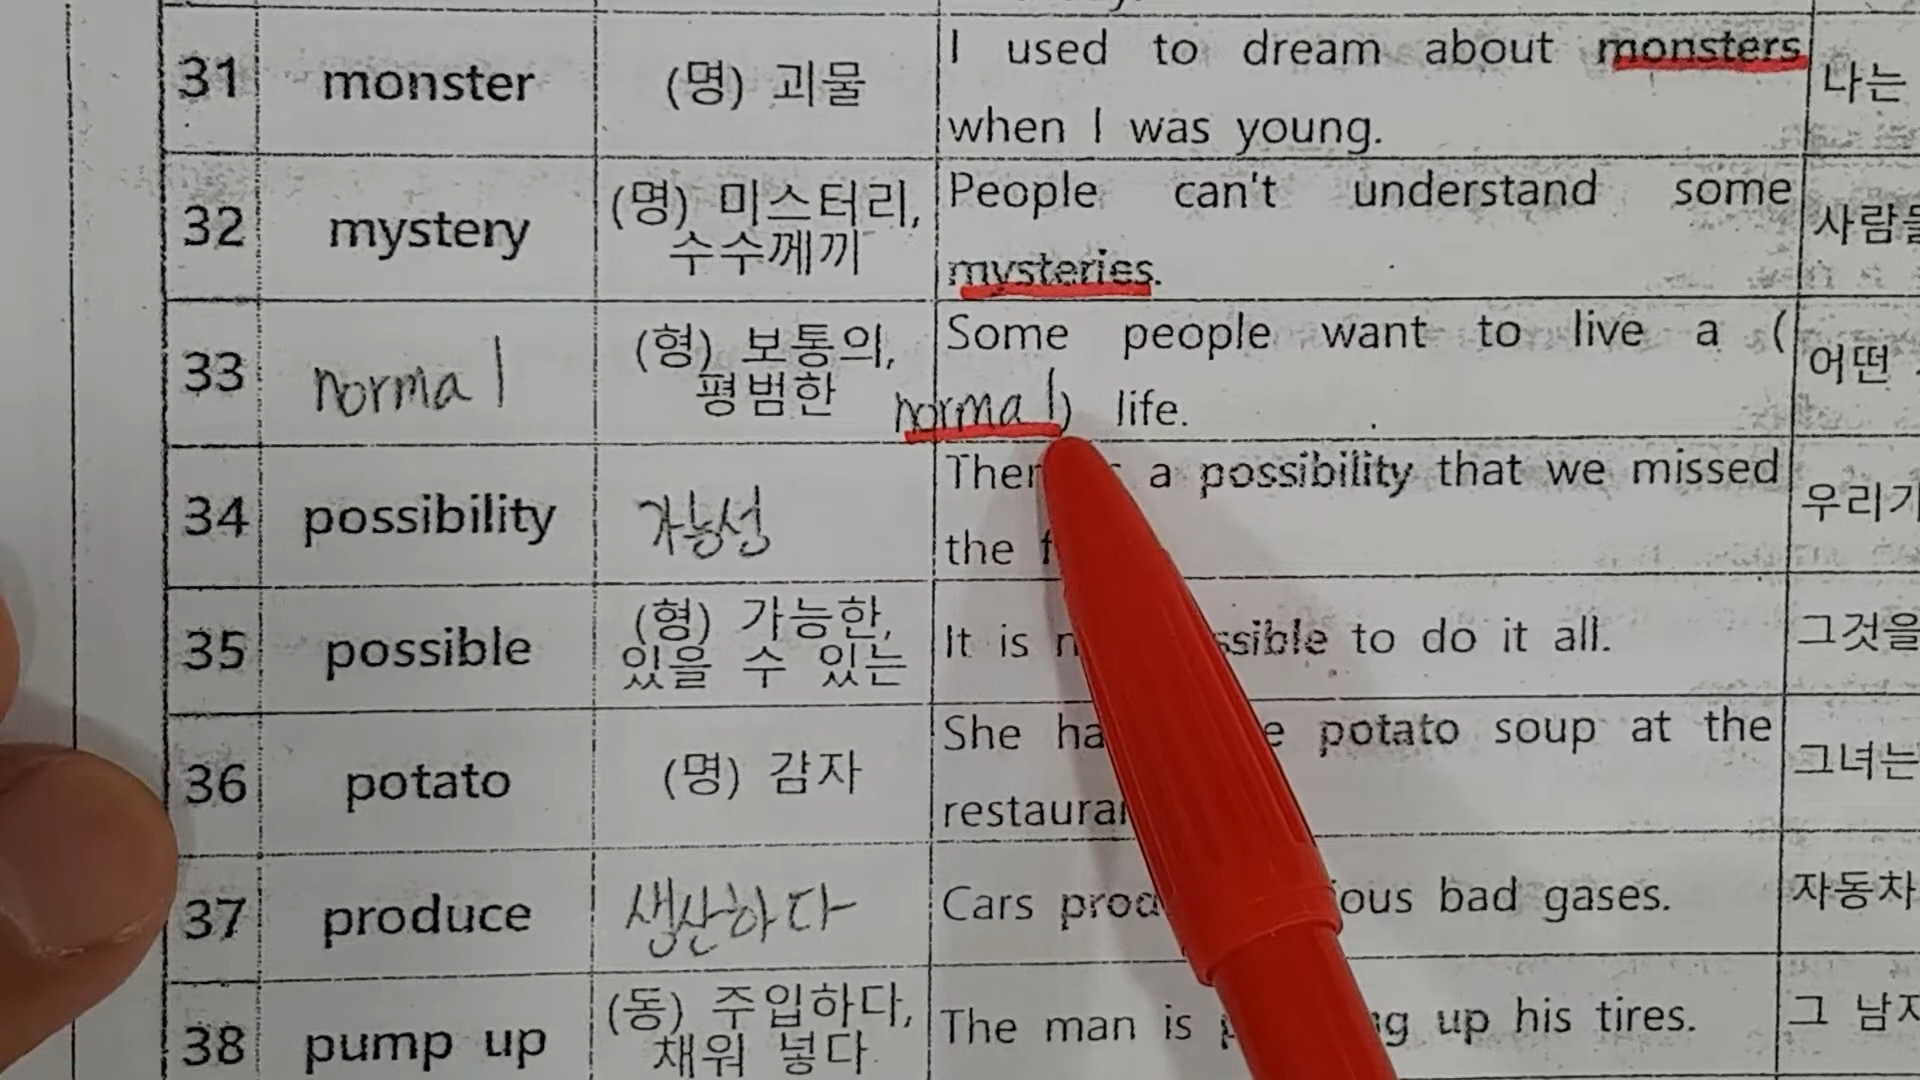 31 monster (명) 괴물 I used to dream about monsters 나는
when I was young.
32 mystery (명) 미스터리, People can't understand some 사람들
수수께끼 mysteries.
33 normal (형) 보통의, Some people want to live a ( 어떤
평범한 normal) life.
34 possibility 가능성 a possibility that we missed 우리가
the
35 possible (형) 가능한, It is to do it all. 그것을
있을 수 있는
36 potato (명) 감자 She potato soup at the 그녀는
37 produce 생산하다 Cars bad gases. 자동차
38 pump up (동) 주입하다, The man is up his tires. 그 남자
채워 넣다